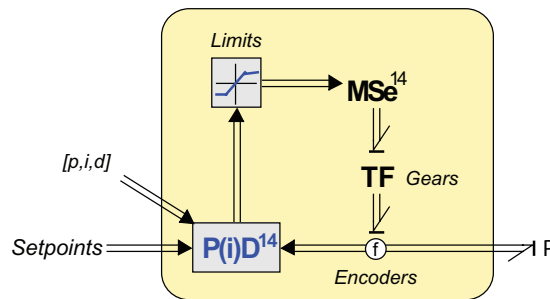 Limits
MSe14
[p,i,d]
TF Gears
Setpoints P(i)D14 f
Encoders